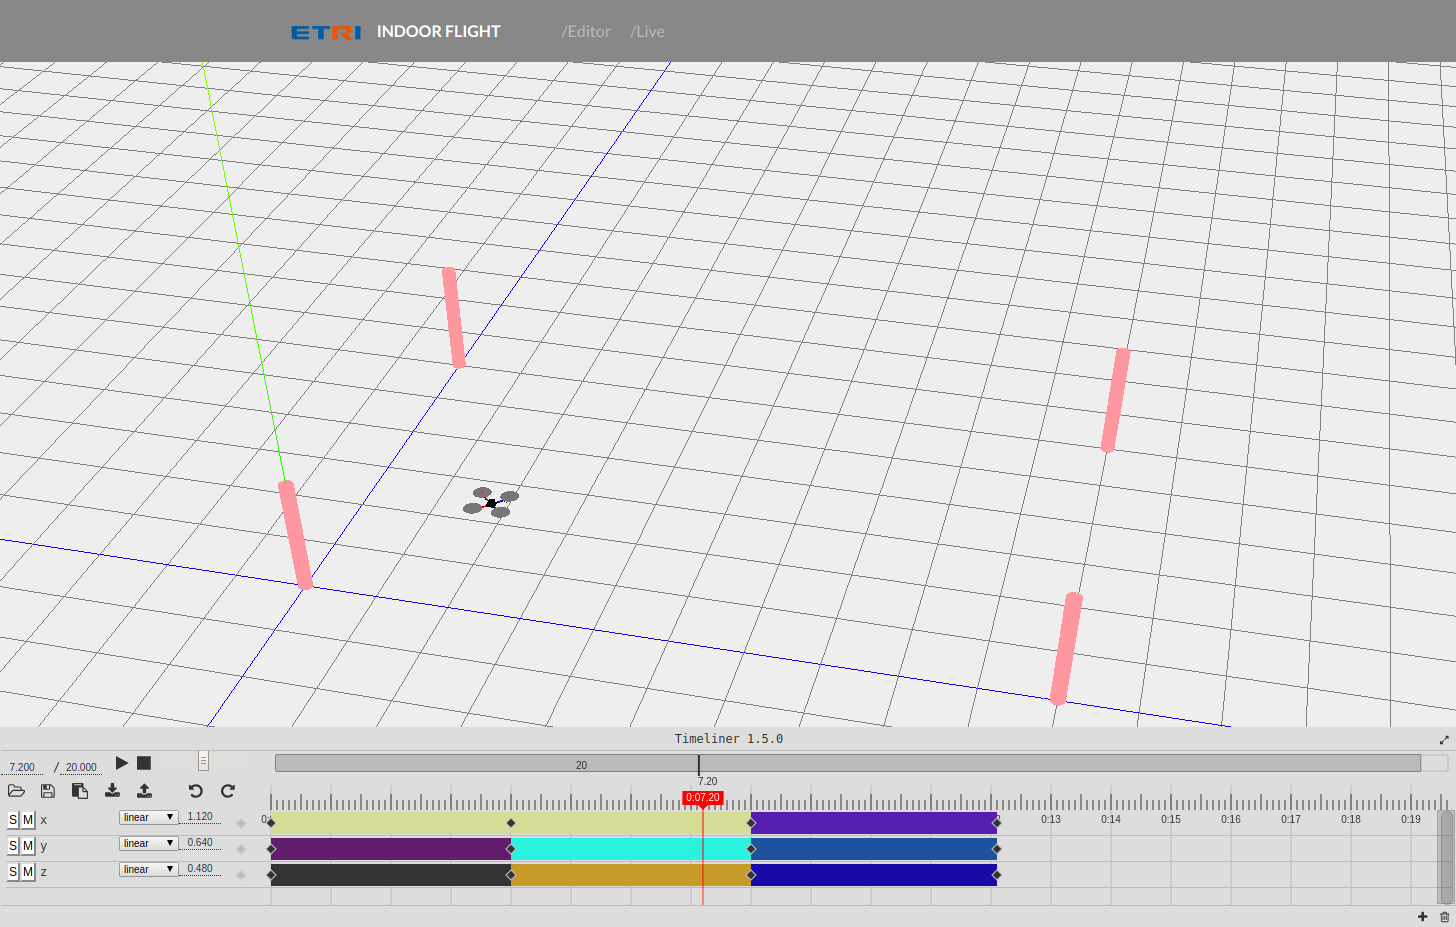 ETRI INDOOR FLIGHT /Editor /Live
Timeliner 1.5.0
7.200 / 20.000
20
7.20
0:07.20
S M x linear 1.120
0:13 0:14 0:15 0:16 0:17 0:18 0:19
S M y linear 0.640
S M z linear 0.480